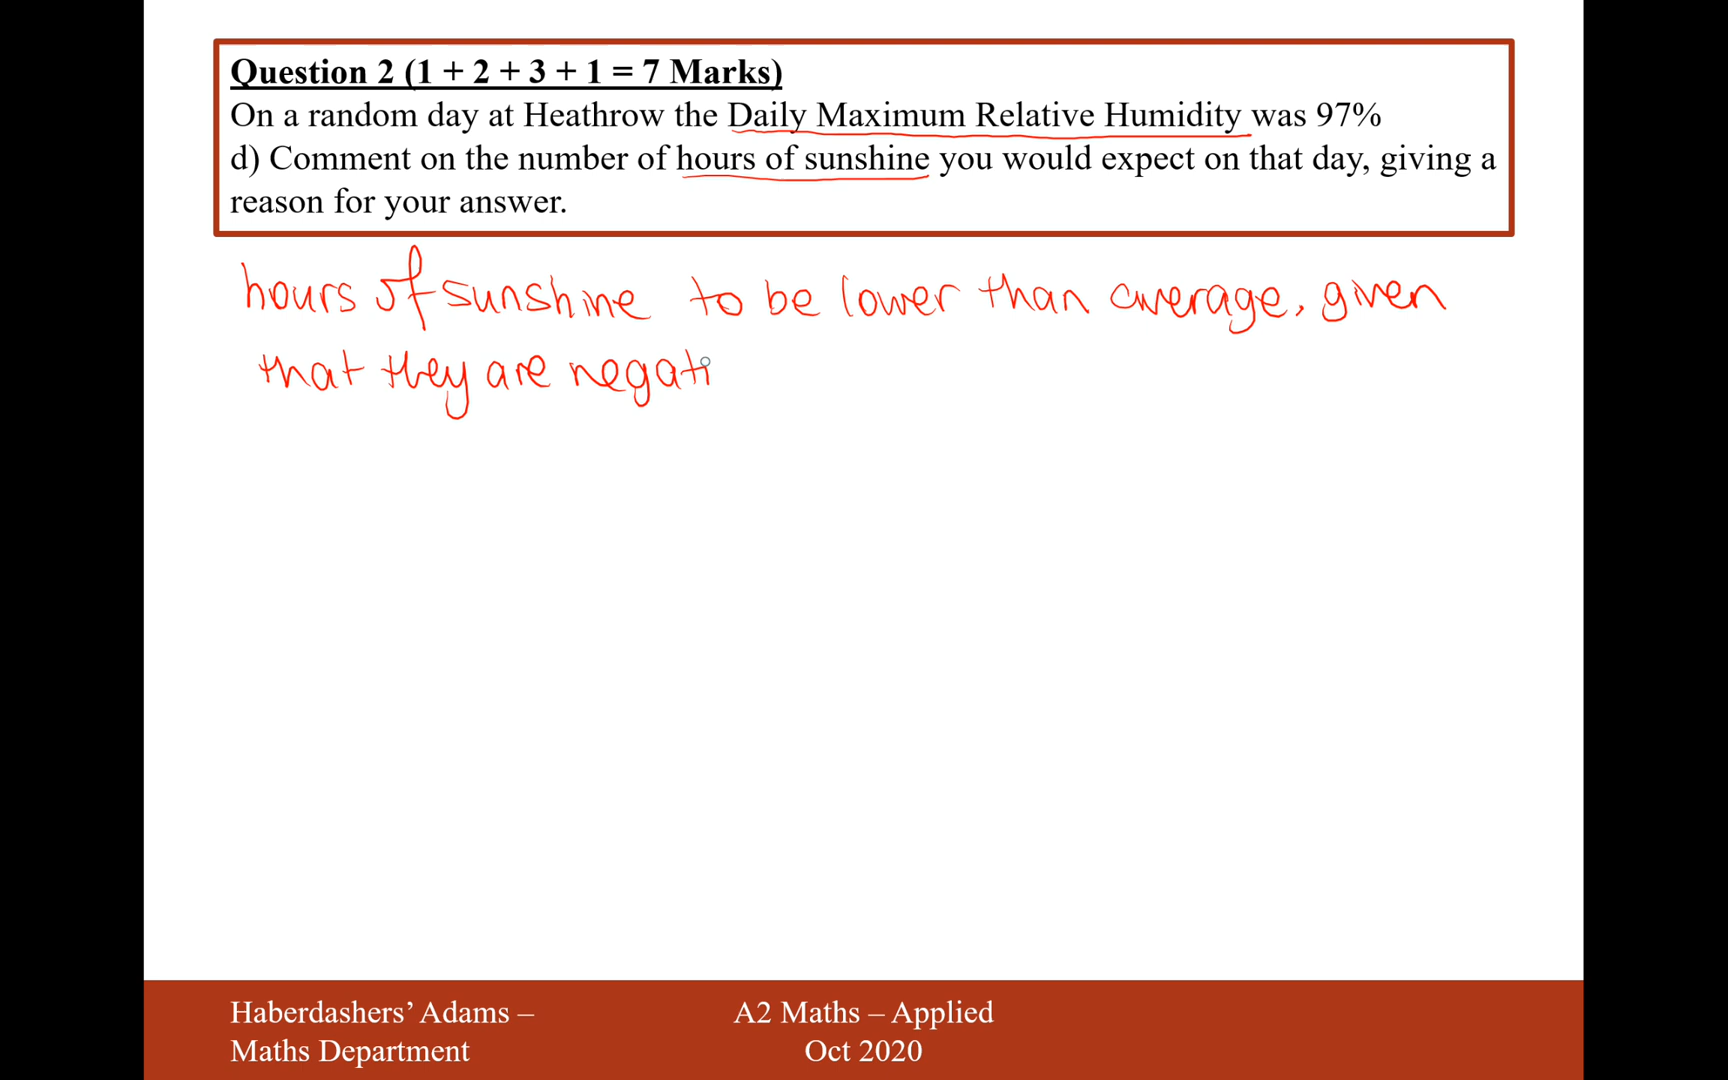 Question 2 (1 + 2 + 3 + 1 = 7 Marks)
On a random day at Heathrow the Daily Maximum Relative Humidity was 97%
d) Comment on the number of hours of sunshine you would expect on that day, giving a
reason for your answer.
hours of sunshine to be lower than average, given
that they are negati
Haberdashers’ Adams –
Maths Department
A2 Maths – Applied
Oct 2020